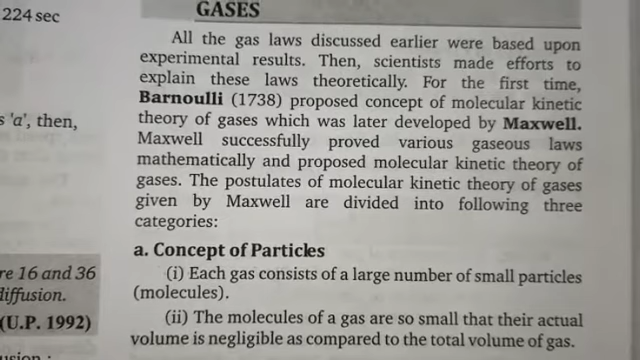 224 sec
s 'a', then,
re 16 and 36
diffusion.
(U.P. 1992)
GASES
All the gas laws discussed earlier were based upon
experimental results. Then, scientists made efforts to
explain these laws theoretically. For the first time,
Barnoulli (1738) proposed concept of molecular kinetic
theory of gases which was later developed by Maxwell.
Maxwell successfully proved various gaseous laws
mathematically and proposed molecular kinetic theory of
gases. The postulates of molecular kinetic theory of gases
given by Maxwell are divided into following three
categories:
a. Concept of Particles
(i) Each gas consists of a large number of small particles
(molecules).
(ii) The molecules of a gas are so small that their actual
volume is negligible as compared to the total volume of gas.